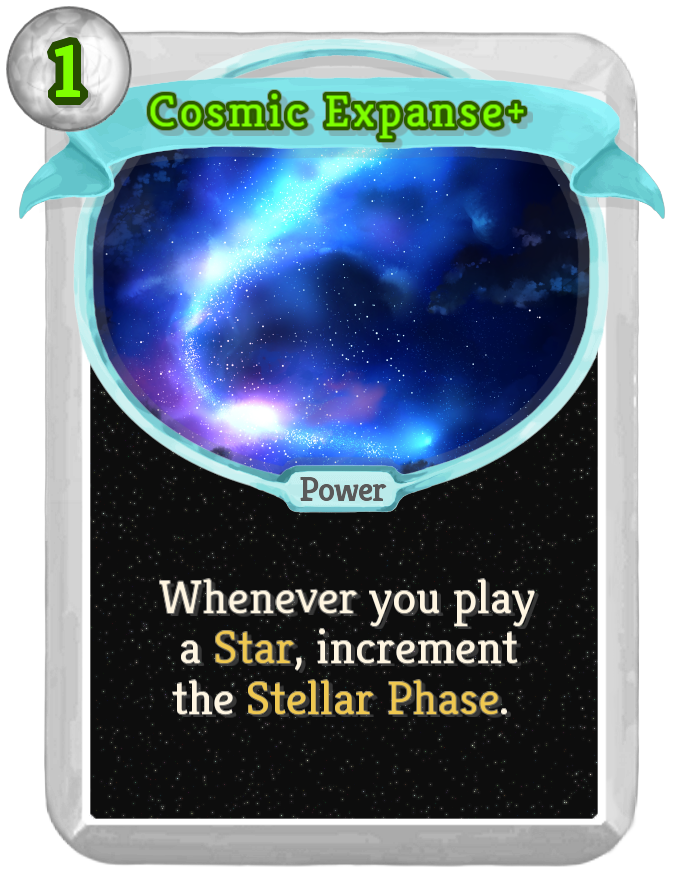 1
Cosmic Expanse+
Power
Whenever you play
a Star, increment
the Stellar Phase.